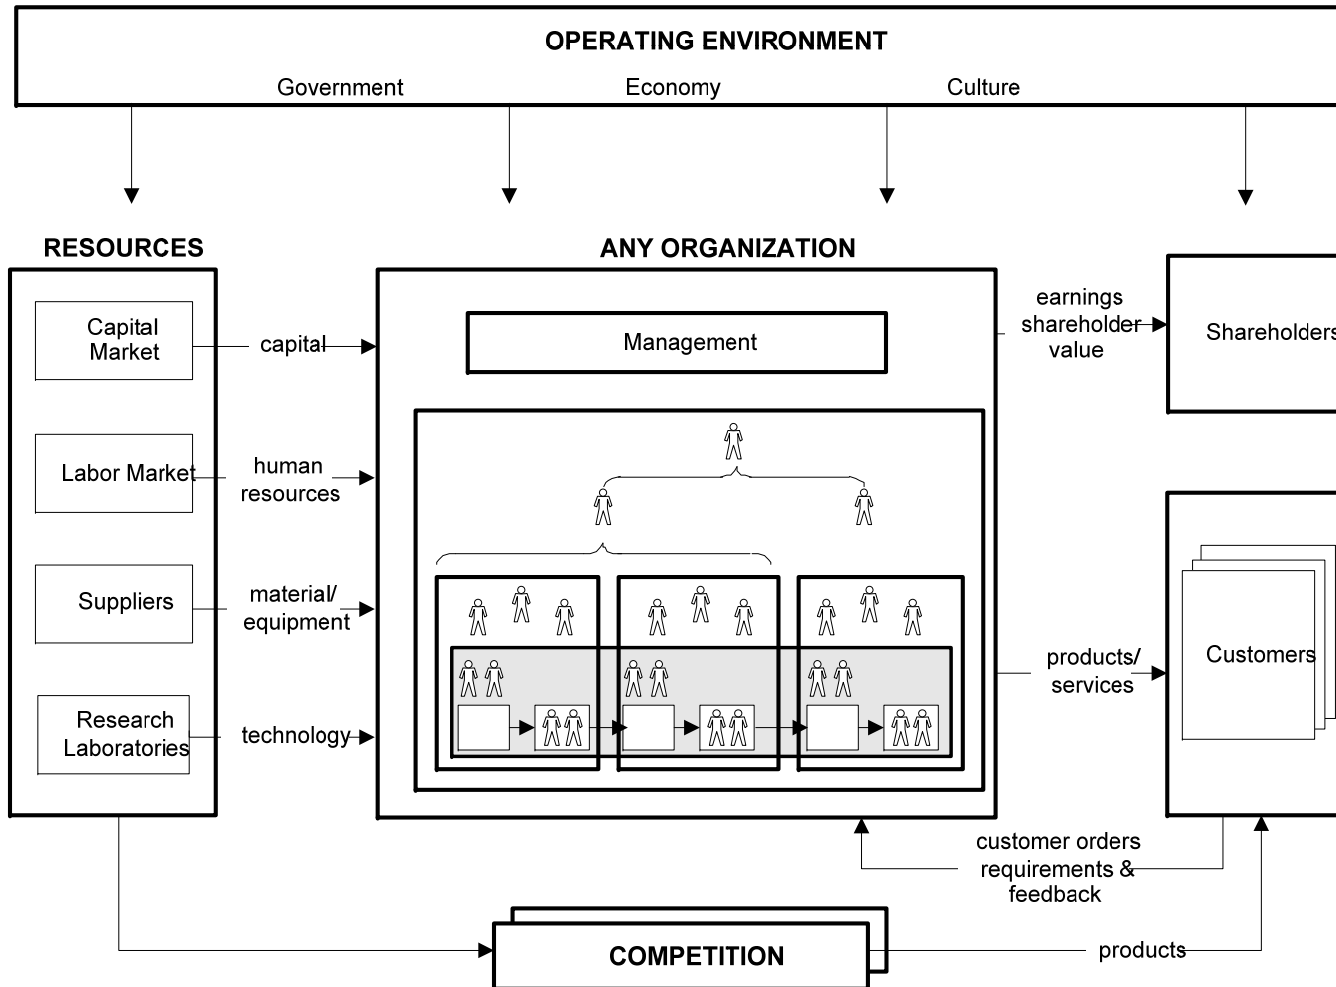 OPERATING ENVIRONMENT
Government Economy Culture
RESOURCES
ANY ORGANIZATION
Capital
Market
capital
Management
earnings
shareholder
value
Shareholders
Labor Market
human
resources
Suppliers
material/
equipment
Research
Laboratories
technology
products/
services
Customers
customer orders
requirements &
feedback
COMPETITION
products